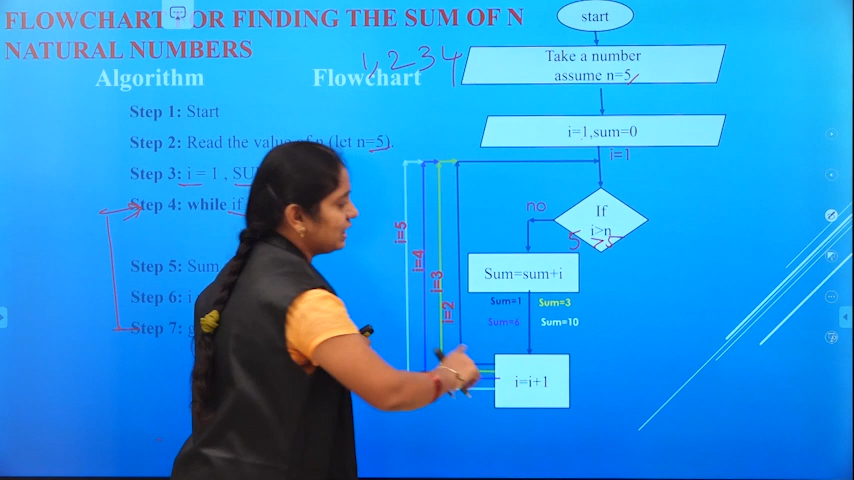 FLOWCHART FOR FINDING THE SUM OF N
NATURAL NUMBERS
Algorithm
Flowchart
Step 1: Start
Step 2: Read the value of n (let n=5).
Step 3: i = 1 , SU
Step 4: while if
Step 5: Sum
Step 6: i
Step 7: g
1, 2 3 4
start
Take a number
assume n=5
i=1,sum=0
i=1
If
i>n
5 >5
no
Sum=sum+i
Sum=1 Sum=3
Sum=6 Sum=10
i=i+1
i=5
i=4
i=3
i=2